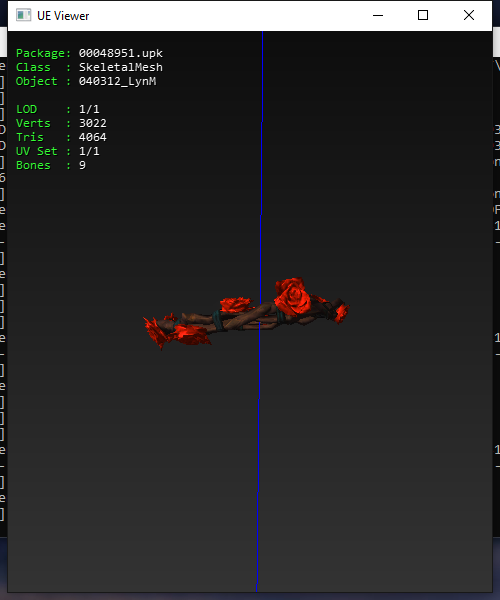 UE Viewer
Package: 00048951.upk
Class : SkeletalMesh
Object : 040312_LynM
LOD : 1/1
Verts : 3022
Tris : 4064
UV Set : 1/1
Bones : 9